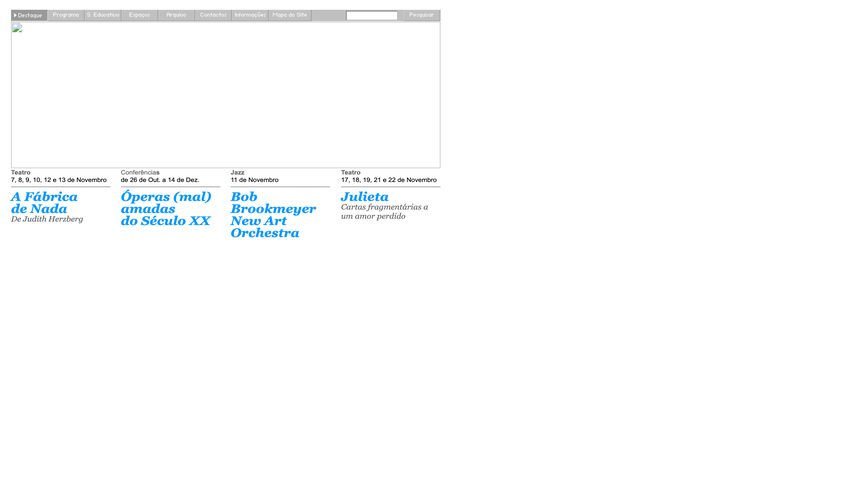 Destaque Programa S. Educativo Espaços Arquivo Contactos Informações Mapa do Site Pesquisar
Teatro
7, 8, 9, 10, 12 e 13 de Novembro
A Fábrica
de Nada
De Judith Herzberg
Conferências
de 26 de Out. a 14 de Dez.
Óperas (mal)
amadas
do Século XX
Jazz
11 de Novembro
Bob
Brookmeyer
New Art
Orchestra
Teatro
17, 18, 19, 21 e 22 de Novembro
Julieta
Cartas fragmentárias a
um amor perdido